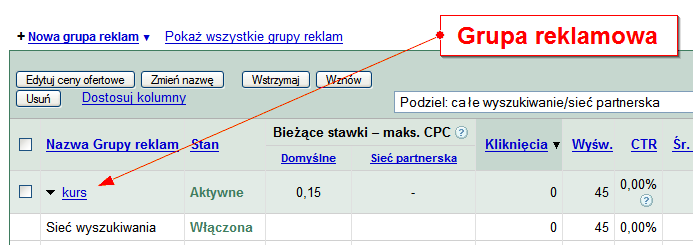 + Nowa grupa reklam ▼ Pokaż wszystkie grupy reklam
Grupa reklamowa
Edytuj ceny ofertowe Zmień nazwę Wstrzymaj Wznów
Usuń Dostosuj kolumny
Podziel: całe wyszukiwanie/sieć partnerska
Bieżące stawki – maks. CPC ?
Nazwa Grupy reklam Stan Kliknięcia ▼ Wyśw. CTR Śr.
Domyślne Sieć partnerska
kurs Aktywne 0,15 - 0 45 0,00% ?
Sieć wyszukiwania Włączona 0 45 0,00%